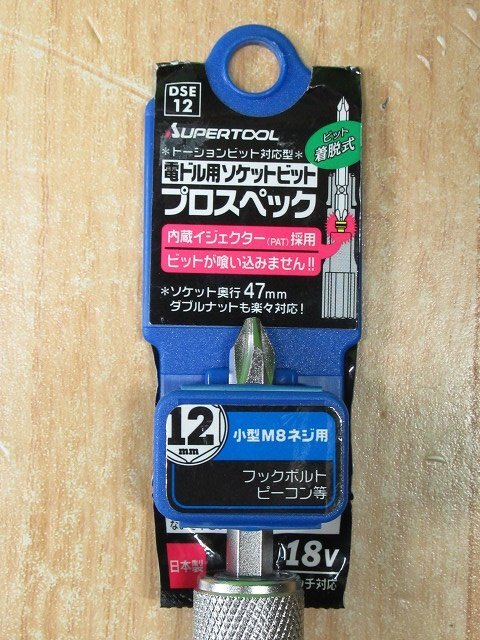 DSE
12
SUPERTOOL
*トーションビット対応型*
電ドル用ソケットビット
プロスペック
ビット
着脱式
内蔵イジェクター(PAT)採用
ビットが喰い込みません!!
*ソケット奥行47mm
ダブルナットも楽々対応!
12
mm
小型M8ネジ用
フックボルト
ピーコン等
日本製
18V
対応